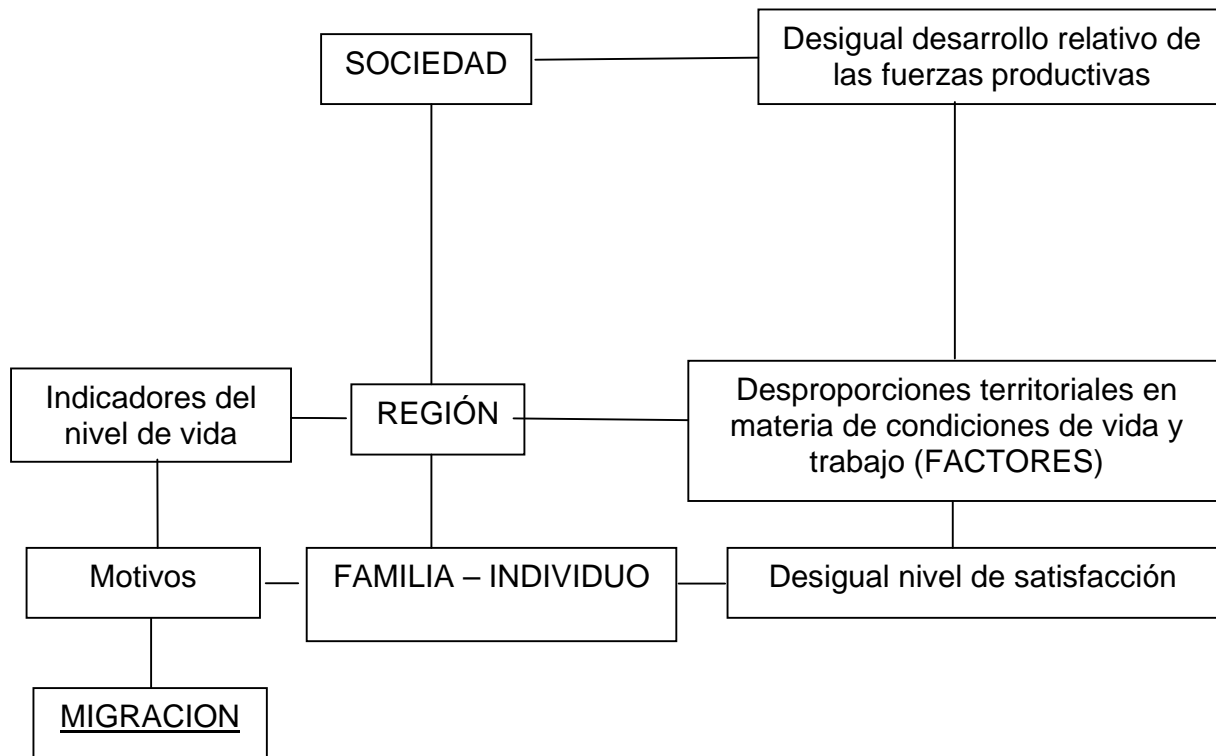 SOCIEDAD
Desigual desarrollo relativo de
las fuerzas productivas
Indicadores del
nivel de vida
REGIÓN
Desproporciones territoriales en
materia de condiciones de vida y
trabajo (FACTORES)
Motivos
FAMILIA – INDIVIDUO
Desigual nivel de satisfacción
MIGRACION